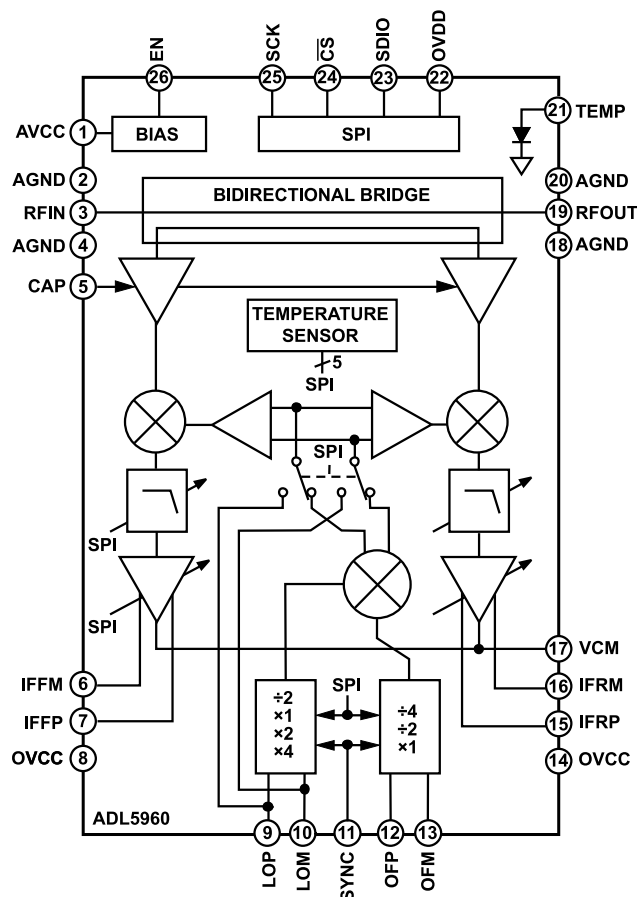 EN
SCK
CS
SDIO
OVDD
26
25
24
23
22
AVCC
1
BIAS
SPI
21
TEMP
AGND
2
BIDIRECTIONAL BRIDGE
20
AGND
RFIN
3
19
RFOUT
AGND
4
18
AGND
CAP
5
TEMPERATURE
SENSOR
5
SPI
SPI
SPI
SPI
17
VCM
IFFM
6
16
IFRM
IFFP
7
15
IFRP
OVCC
8
14
OVCC
÷2
×1
×2
×4
SPI
÷4
÷2
×1
ADL5960
9
10
11
12
13
LOP
LOM
SYNC
OFP
OFM